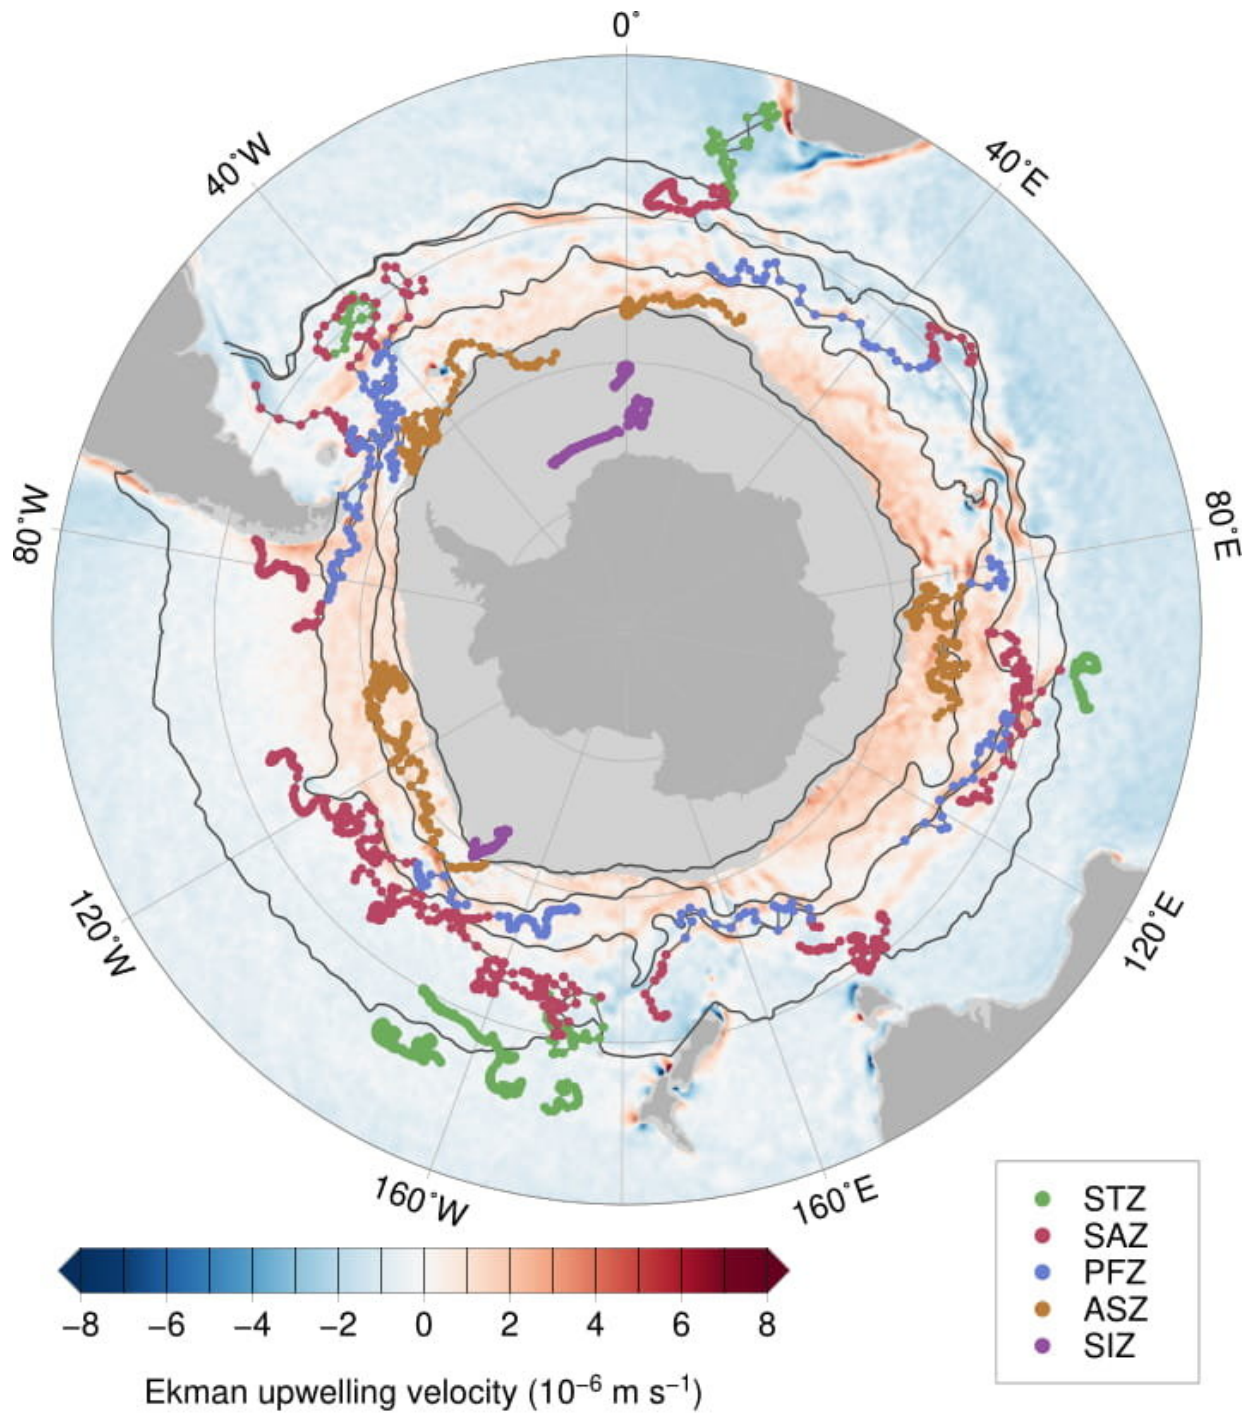 0˚
40˚W
40˚E
80˚W
80˚E
120˚W
120˚E
160˚W
160˚E
STZ
SAZ
PFZ
ASZ
SIZ
−8 −6 −4 −2 0 2 4 6 8
Ekman upwelling velocity (10⁻⁶ m s⁻¹)